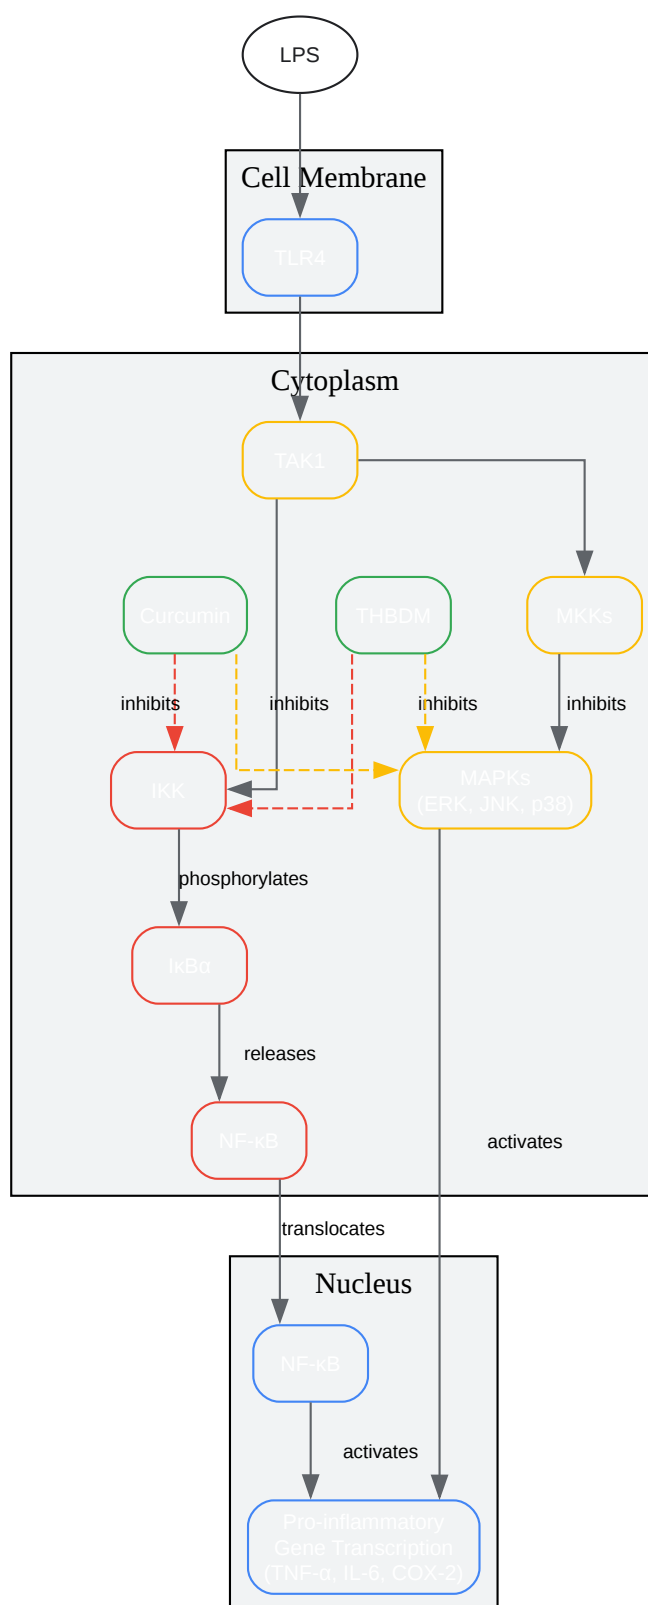 LPS
Cell Membrane
TLR4
Cytoplasm
TAK1
Curcumin
THBDM
MKKs
inhibits
inhibits
inhibits
inhibits
IKK
MAPKs
(ERK, JNK, p38)
phosphorylates
IκBα
releases
NF-κB
activates
translocates
Nucleus
NF-κB
activates
Pro-inflammatory
Gene Transcription
(TNF-α, IL-6, COX-2)